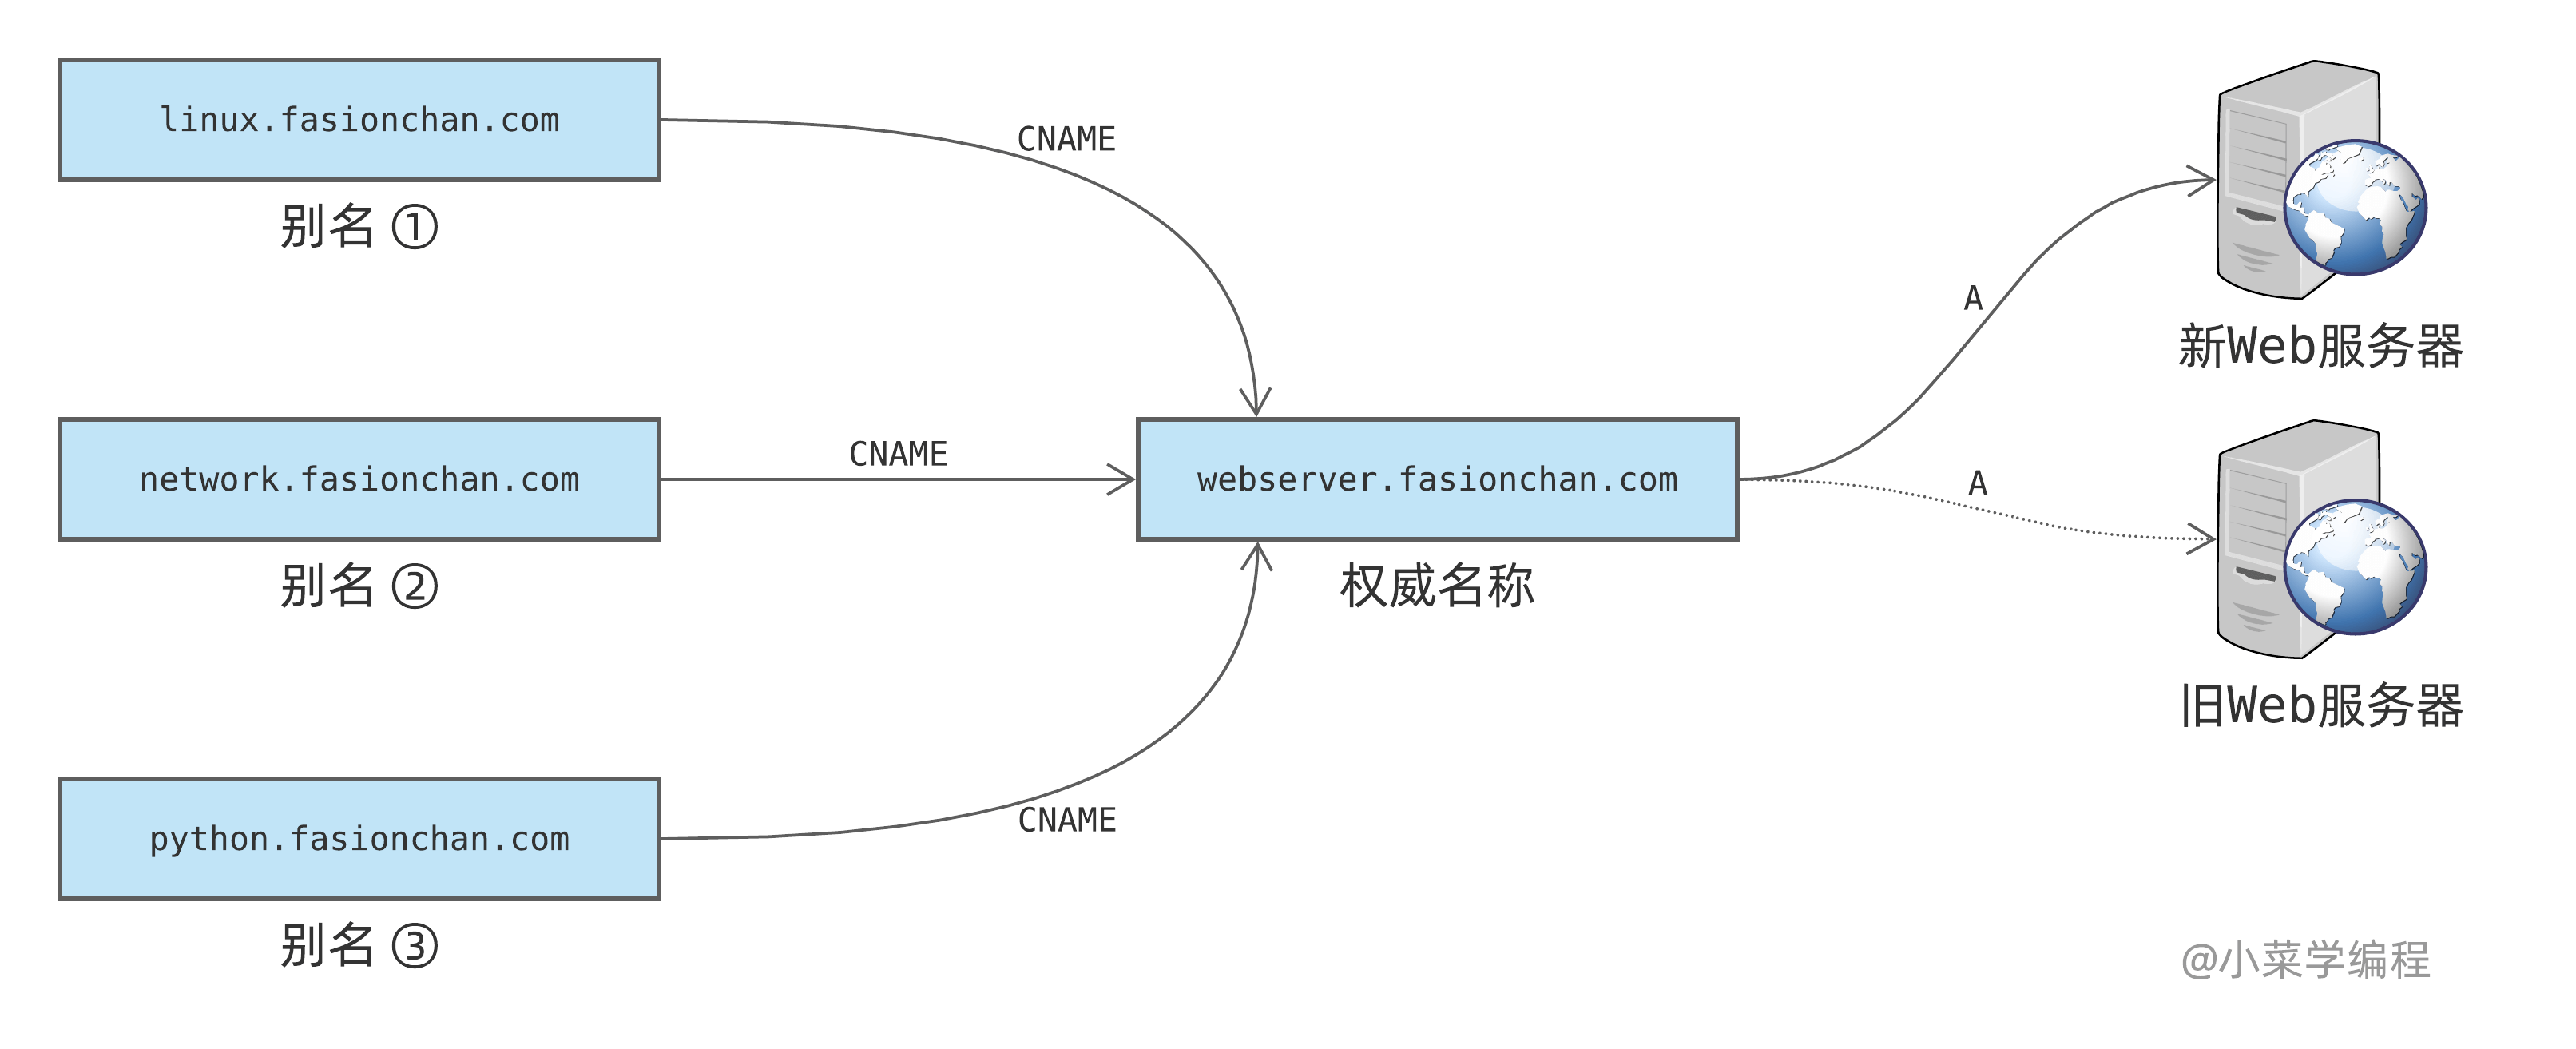 linux.fasionchan.com
别名 ①
CNAME
network.fasionchan.com
别名 ②
CNAME
python.fasionchan.com
别名 ③
CNAME
webserver.fasionchan.com
权威名称
A
新Web服务器
A
旧Web服务器
@小菜学编程